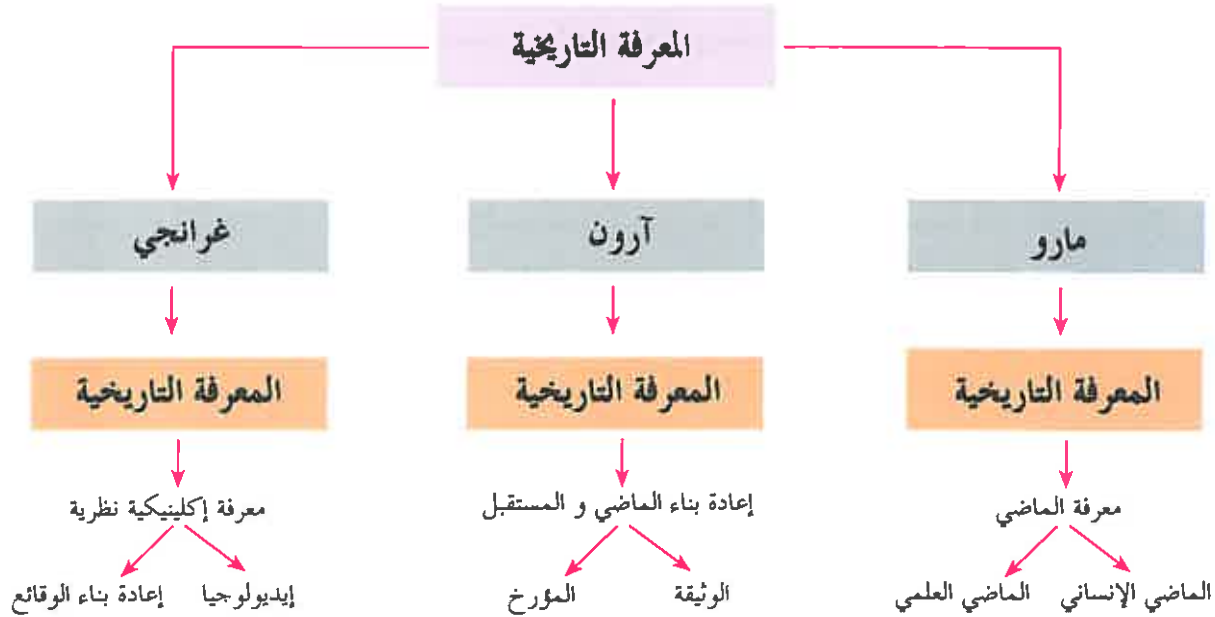 المعرفة التاريخية
مارو
آرون
غرانجي
المعرفة التاريخية
المعرفة التاريخية
المعرفة التاريخية
معرفة الماضي
إعادة بناء الماضي و المستقبل
معرفة إكلينيكية نظرية
الماضي الإنساني
الماضي العلمي
الوثيقة
المؤرخ
إيديولوجيا
إعادة بناء الوقائع